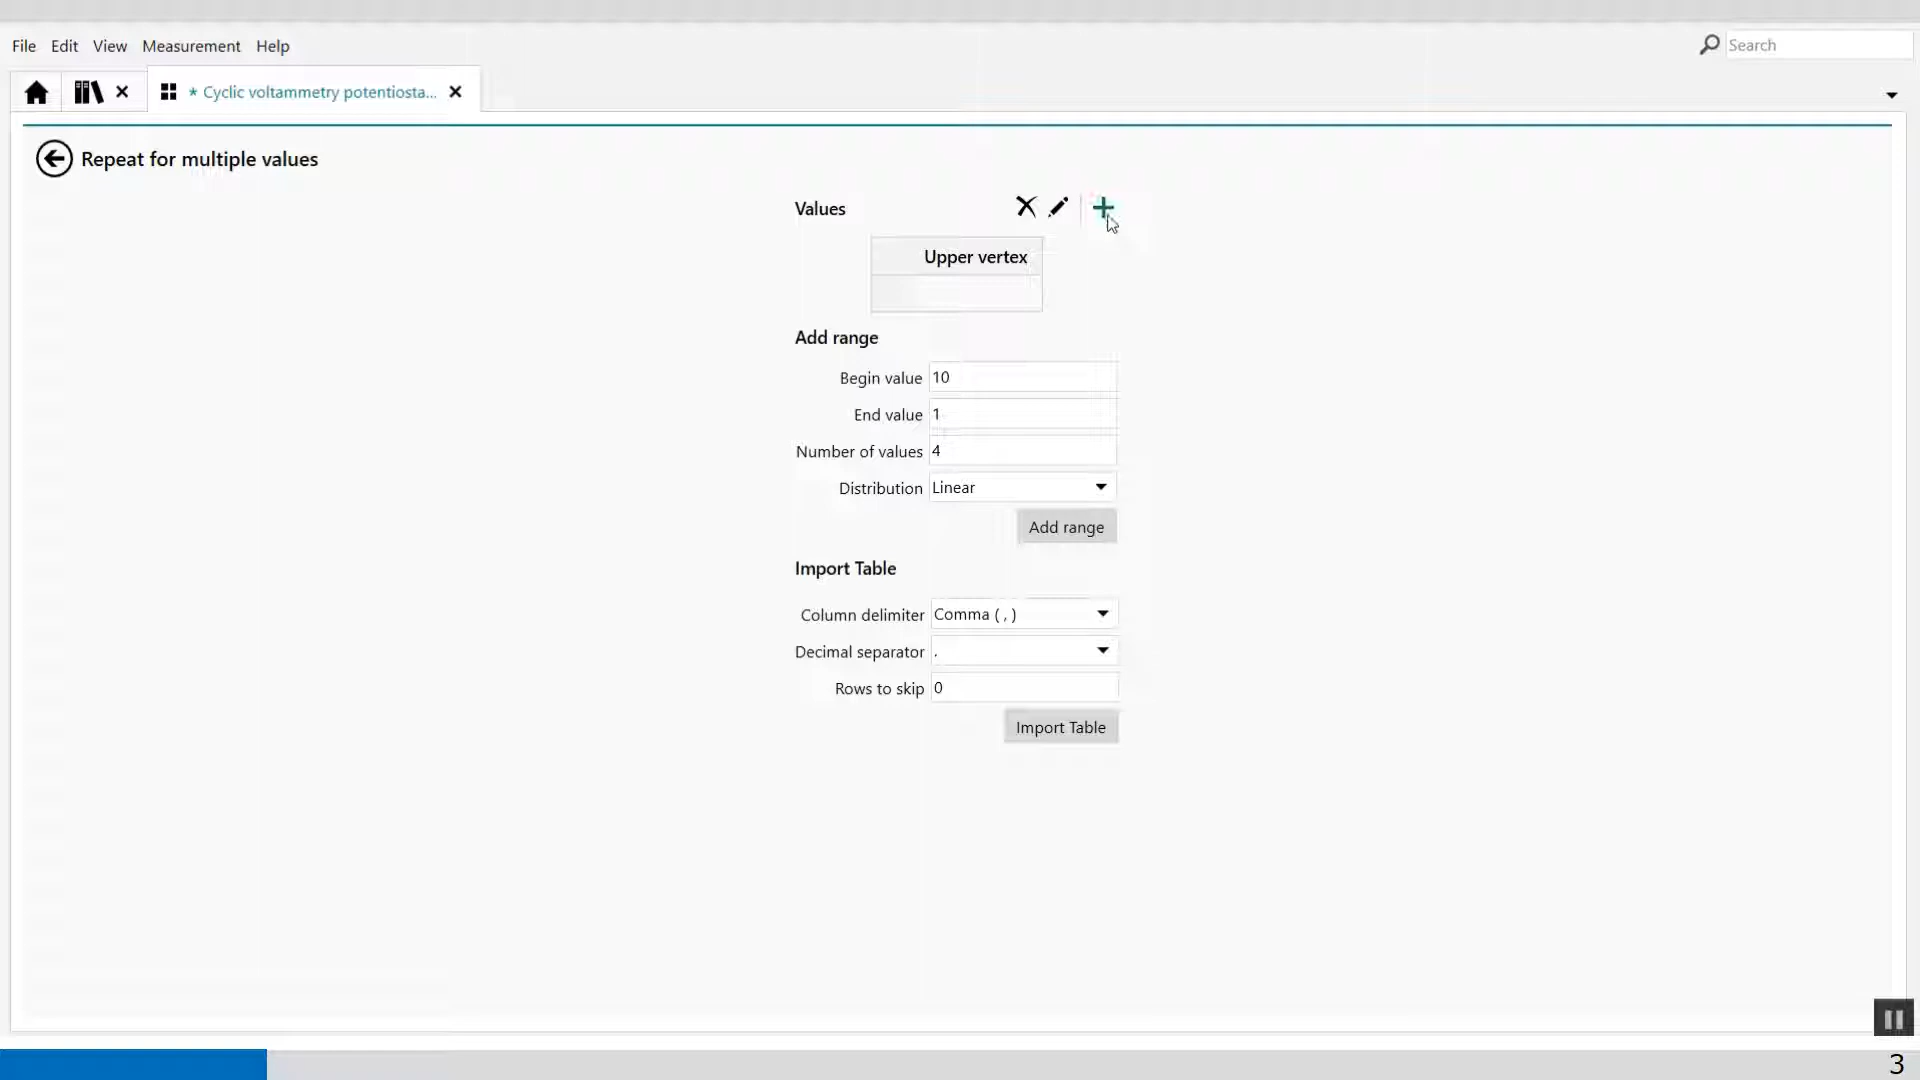 File Edit View Measurement Help
Search
* Cyclic voltammetry potentiosta...
Repeat for multiple values
Values
Upper vertex
Add range
Begin value 10
End value 1
Number of values 4
Distribution Linear
Add range
Import Table
Column delimiter Comma ( , )
Decimal separator .
Rows to skip 0
Import Table
3